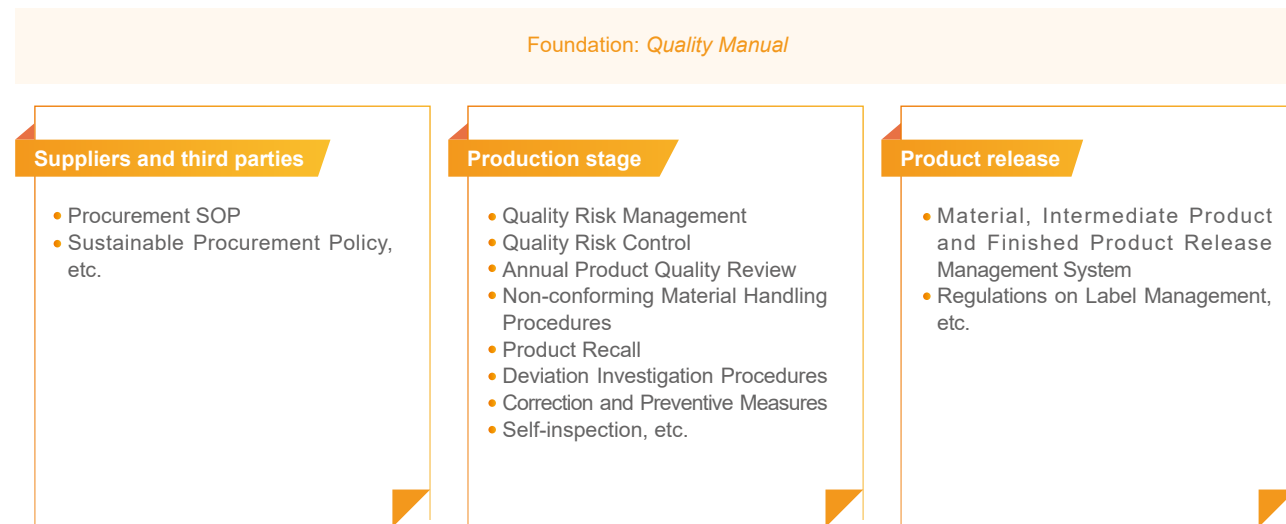 Foundation: Quality Manual
Suppliers and third parties
Procurement SOP
Sustainable Procurement Policy,
etc.
Production stage
Quality Risk Management
Quality Risk Control
Annual Product Quality Review
Non-conforming Material Handling
Procedures
Product Recall
Deviation Investigation Procedures
Correction and Preventive Measures
Self-inspection, etc.
Product release
Material, Intermediate Product
and Finished Product Release
Management System
Regulations on Label Management,
etc.